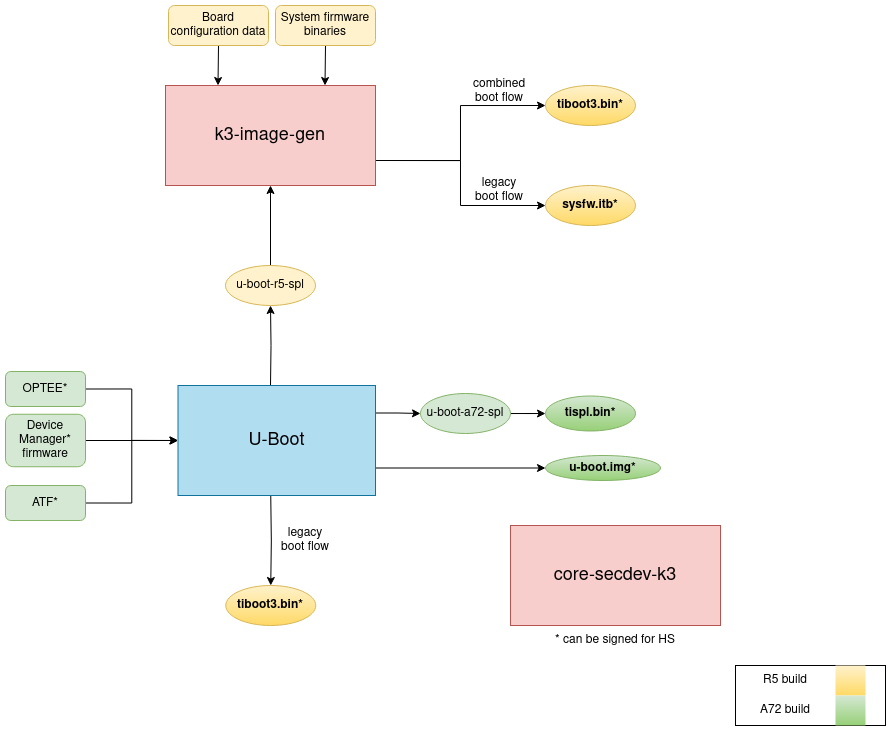 Board
configuration data
System firmware
binaries
k3-image-gen
combined
boot flow
tiboot3.bin*
legacy
boot flow
sysfw.itb*
u-boot-r5-spl
OPTEE*
Device
Manager*
firmware
ATF*
U-Boot
u-boot-a72-spl
tispl.bin*
u-boot.img*
legacy
boot flow
tiboot3.bin*
core-secdev-k3
* can be signed for HS
R5 build
A72 build